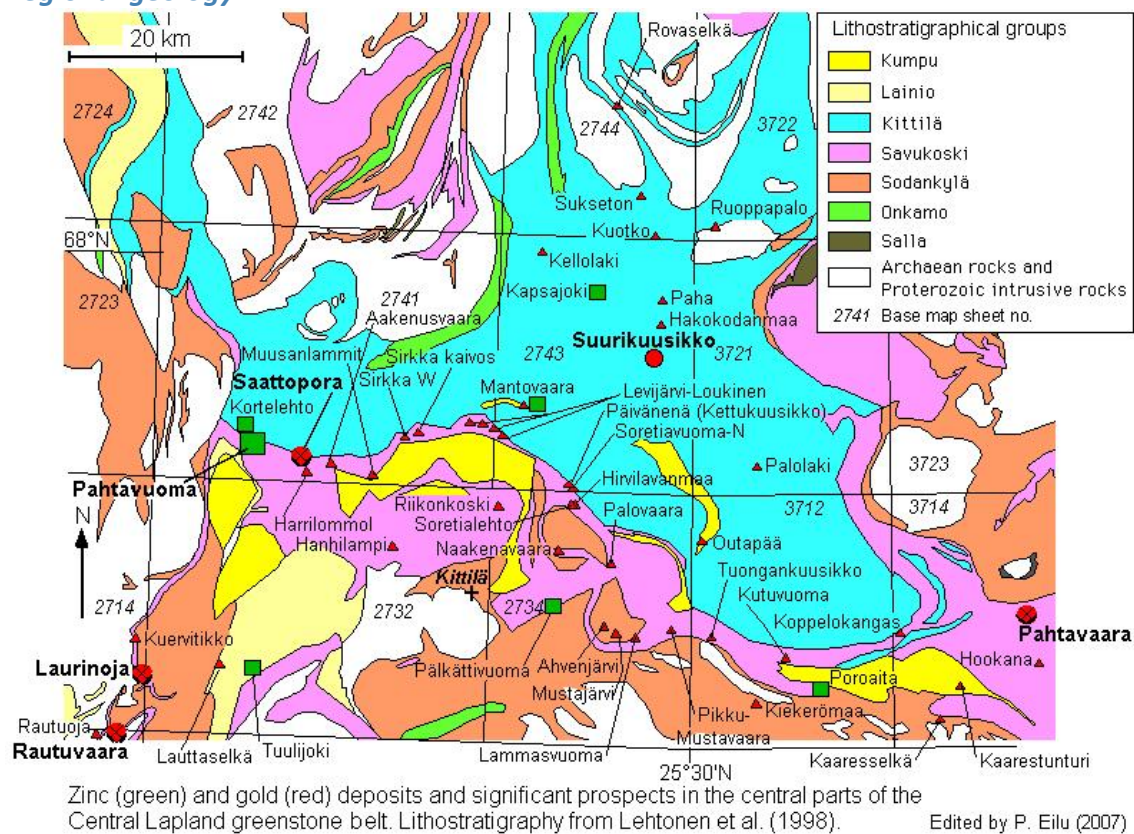 20 km
Rovaselkä
Lithostratigraphical groups
Kumpu
Lainio
Kittilä
Savukoski
Sodankylä
Onkamo
Salla
Archaean rocks and
Proterozoic intrusive rocks
2741 Base map sheet no.
2724
2742
2744
3722
Sukseton
Ruoppapalo
Kuotko
68°N
Kellolaki
2723
2741
Kapsajoki
Paha
Aakenusvaara
Hakokodanmaa
Muusanlammit
Sirkka kaivos
2743
Suurikuusikko
3721
Saattopora
Sirkka W
Mantovaara
Levijärvi-Loukinen
Kortelehto
Päivänenä (Kettukuusikko)
Soretiavuoma-N
Palolaki
3723
Pahtavuoma
Hirvilavanmaa
Riikonkoski
3714
N
Harrilommol
Soretialehto
Palovaara
3712
Hanhilampi
Naakenavaara
Outapää
Kittilä
Tuongankuusikko
2714
2732
2734
Kutuvuoma
Kuervitikko
Koppelokangas
Pahtavaara
Laurinoja
Pälkättivuoma
Ahvenjärvi
Hookana
Mustajärvi
Poroaita
Rautuoja
Pikku-
Mustavaara
Kiekerömaa
Rautuvaara
Lauttaselkä
Tuulijoki
Lammasvuoma
Kaaresselkä
Kaarestunturi
25°30'N
Zinc (green) and gold (red) deposits and significant prospects in the central parts of the
Central Lapland greenstone belt. Lithostratigraphy from Lehtonen et al. (1998).
Edited by P. Eilu (2007)